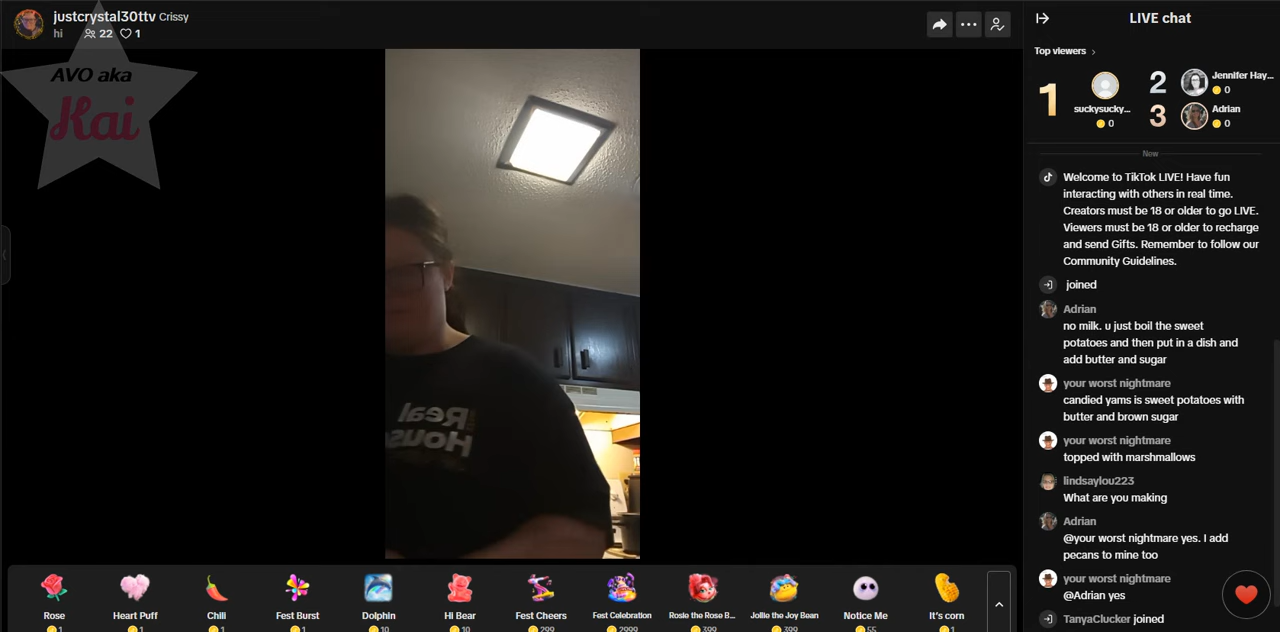 justcrystal30ttv Crissy
hi 22 1
AVO aka
Kai
Real
Hous
LIVE chat
Top viewers
1
suckysucky...
0
2
Jennifer Hay...
0
3
Adrian
0
Now
Welcome to TikTok LIVE! Have fun
interacting with others in real time.
Creators must be 18 or older to go LIVE.
Viewers must be 18 or older to recharge
and send Gifts. Remember to follow our
Community Guidelines.
joined
Adrian
no milk. u just boil the sweet
potatoes and then put in a dish and
add butter and sugar
your worst nightmare
candied yams is sweet potatoes with
butter and brown sugar
your worst nightmare
topped with marshmallows
lindsaylou223
What are you making
Adrian
@your worst nightmare yes. I add
pecans to mine too
your worst nightmare
@Adrian yes
TanyaClucker joined
Rose
1
Heart Puff
1
Chili
1
Fest Burst
1
Dolphin
10
Hi Bear
10
Fest Cheers
299
Fest Celebration
2999
Rosie the Rose B...
399
Jollie the Joy Bean
399
Notice Me
55
It's corn
1